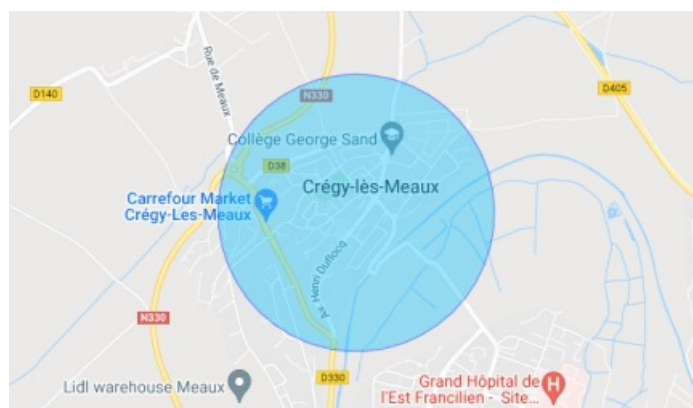 Rue de Meaux
D140
N330
D405
Collège George Sand
D38
Crégy-lès-Meaux
Carrefour Market
Crégy-Les-Meaux
Av. Henri Duflocq
N330
D330
Lidl warehouse Meaux
Grand Hôpital de
l'Est Francilien - Site...
H